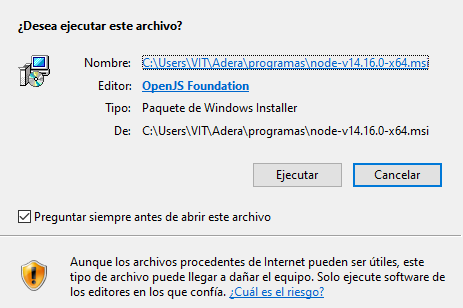 ¿Desea ejecutar este archivo?
Nombre: C:\Users\VIT\Adera\programas\node-v14.16.0-x64.msi
Editor: OpenJS Foundation
Tipo: Paquete de Windows Installer
De: C:\Users\VIT\Adera\programas\node-v14.16.0-x64.msi
Ejecutar Cancelar
Preguntar siempre antes de abrir este archivo
Aunque los archivos procedentes de Internet pueden ser útiles, este
tipo de archivo puede llegar a dañar el equipo. Solo ejecute software de
los editores en los que confía. ¿Cuál es el riesgo?